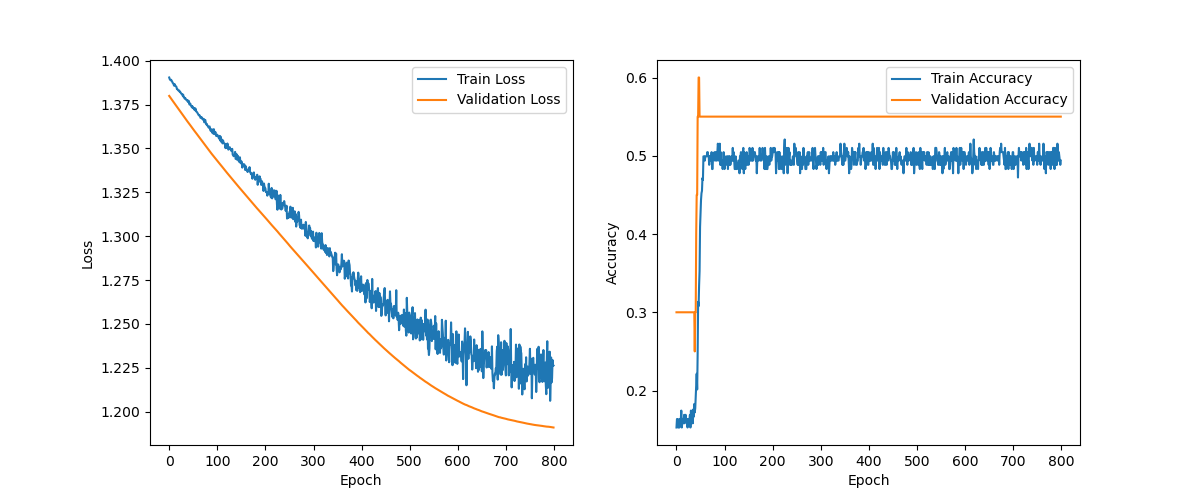 1.400
1.375
1.350
1.325
1.300
1.275
1.250
1.225
1.200
Loss
0 100 200 300 400 500 600 700 800
Epoch
Train Loss
Validation Loss
0.6
0.5
0.4
0.3
0.2
Accuracy
0 100 200 300 400 500 600 700 800
Epoch
Train Accuracy
Validation Accuracy